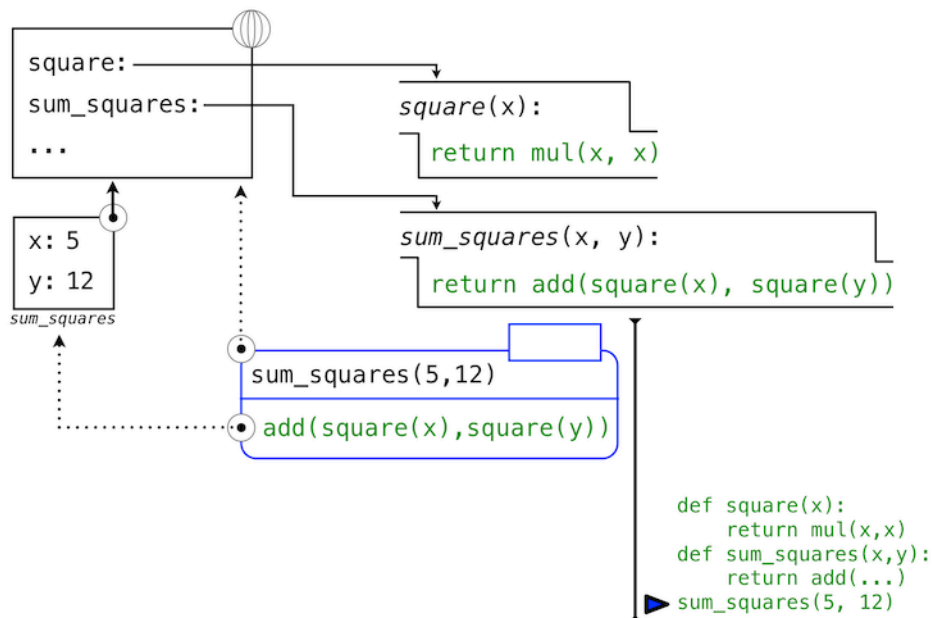 square:
sum_squares:
...
square(x):
return mul(x, x)
sum_squares(x, y):
return add(square(x), square(y))
x: 5
y: 12
sum_squares
sum_squares(5,12)
add(square(x),square(y))
def square(x):
    return mul(x,x)
def sum_squares(x,y):
    return add(...)
sum_squares(5, 12)